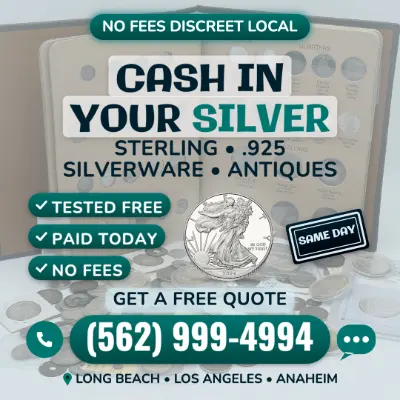 NO FEES DISCREET LOCAL
CASH IN
YOUR SILVER
STERLING • .925
SILVERWARE • ANTIQUES
TESTED FREE
PAID TODAY
NO FEES
SAME DAY
GET A FREE QUOTE
(562) 999-4994
LONG BEACH • LOS ANGELES • ANAHEIM